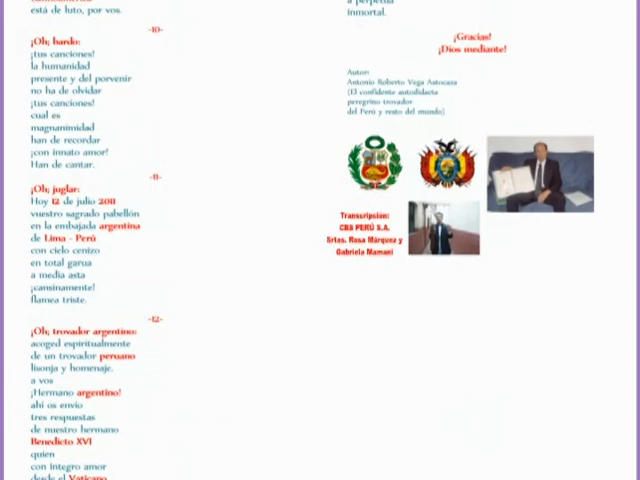 está de luto, por vos.
-10-
¡Oh; bardo:
¡tus canciones!
la humanidad
presente y del porvenir
no ha de olvidar
¡tus canciones!
cual es
magnanimidad
han de recordar
¡con innato amor!
Han de cantar.
-11-
¡Oh; juglar:
Hoy 12 de julio 2011
vuestro sagrado pabellón
en la embajada argentina
de Lima - Perú
con cielo cenizo
en total garua
a media asta
¡cansinamente!
flamea triste.
-12-
¡Oh; trovador argentino:
acoged espiritualmente
de un trovador peruano
lisonja y homenaje.
a vos
¡Hermano argentino!
ahí os envío
tres respuestas
de nuestro hermano
Benedicto XVI
quien
con integro amor
desde el Vaticano
a perpetua
inmortal.
¡Gracias!
¡Dios mediante!
Autor:
Antonio Roberto Vega
(El confidente autodidacta
peregrino trovador
del Perú y resto del mundo)
Transcripsion:
CBS PERÚ S.A.
Srtas. Rosa Márquez y
Gabriela Mamani